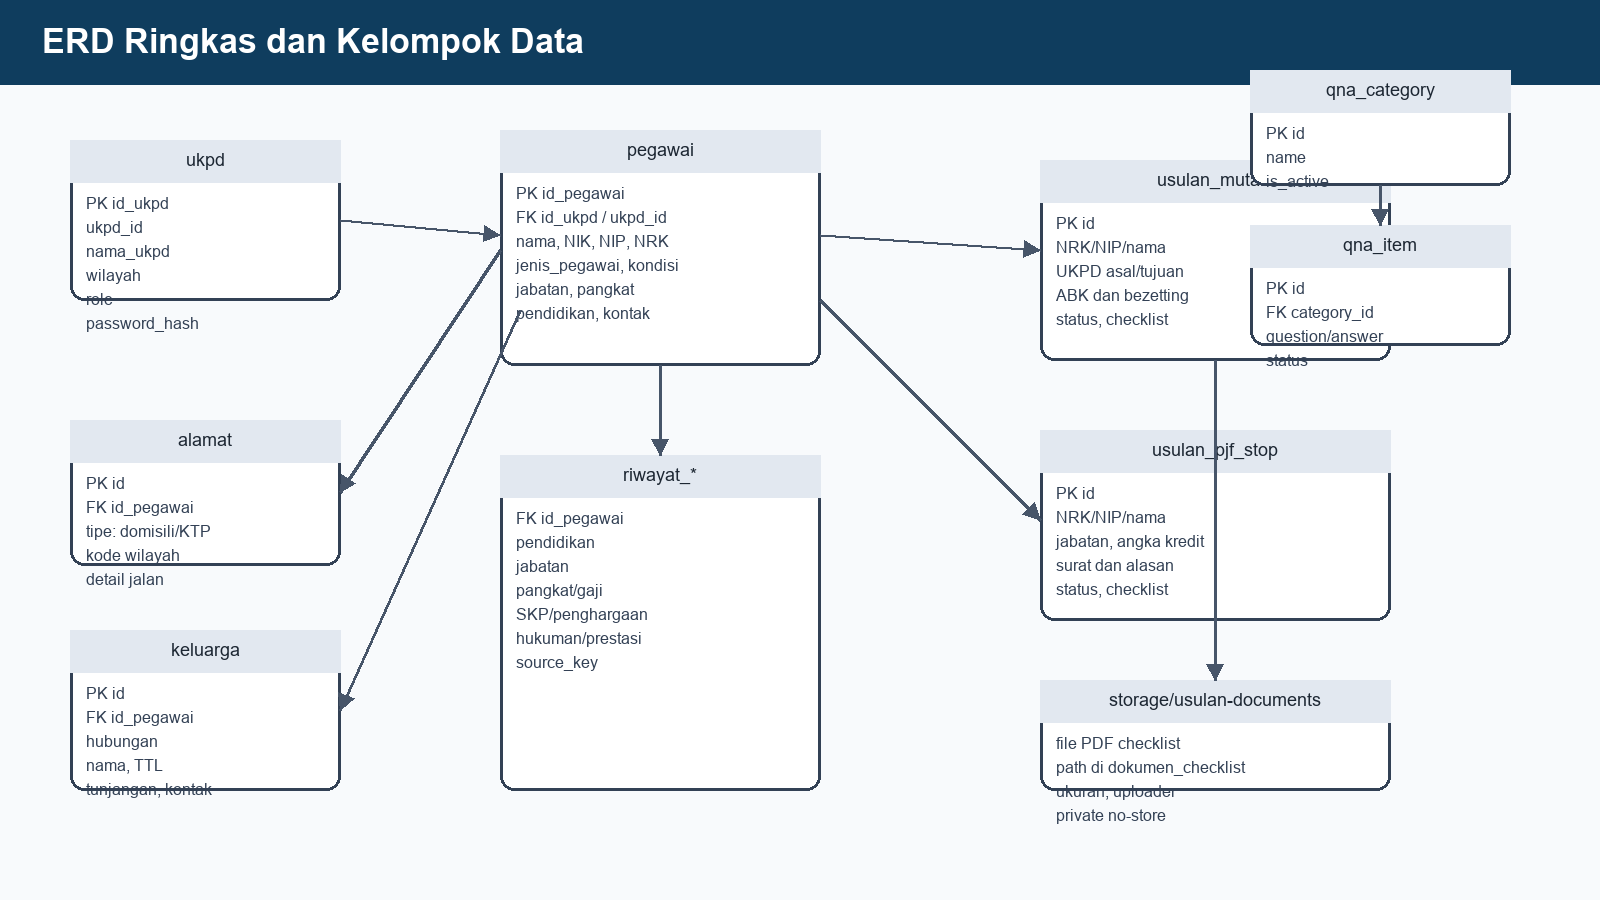 ERD Ringkas dan Kelompok Data
ukpd
PK id_ukpd
ukpd_id
nama_ukpd
wilayah
role
password_hash
pegawai
PK id_pegawai
FK id_ukpd / ukpd_id
nama, NIK, NIP, NRK
jenis_pegawai, kondisi
jabatan, pangkat
pendidikan, kontak
usulan_muta
PK id
NRK/NIP/nama
UKPD asal/tujuan
ABK dan bezetting
status, checklist
qna_category
PK id
name
is_active
qna_item
PK id
FK category_id
question/answer
status
alamat
PK id
FK id_pegawai
tipe: domisili/KTP
kode wilayah
detail jalan
riwayat_*
FK id_pegawai
pendidikan
jabatan
pangkat/gaji
SKP/penghargaan
hukuman/prestasi
source_key
usulan_pjf_stop
PK id
NRK/NIP/nama
jabatan, angka kredit
surat dan alasan
status, checklist
keluarga
PK id
FK id_pegawai
hubungan
nama, TTL
tunjangan, kontak
storage/usulan-documents
file PDF checklist
path di dokumen_checklist
ukuran, uploader
private no-store